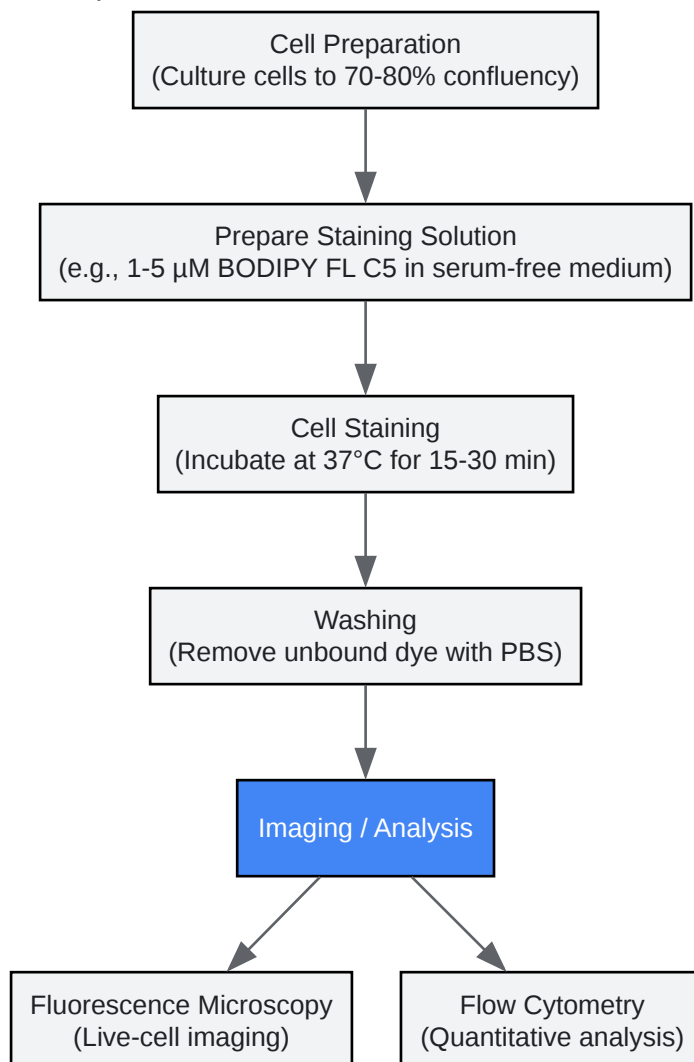 Cell Preparation
(Culture cells to 70-80% confluency)
Prepare Staining Solution
(e.g., 1-5 µM BODIPY FL C5 in serum-free medium)
Cell Staining
(Incubate at 37°C for 15-30 min)
Washing
(Remove unbound dye with PBS)
Imaging / Analysis
Fluorescence Microscopy
(Live-cell imaging)
Flow Cytometry
(Quantitative analysis)